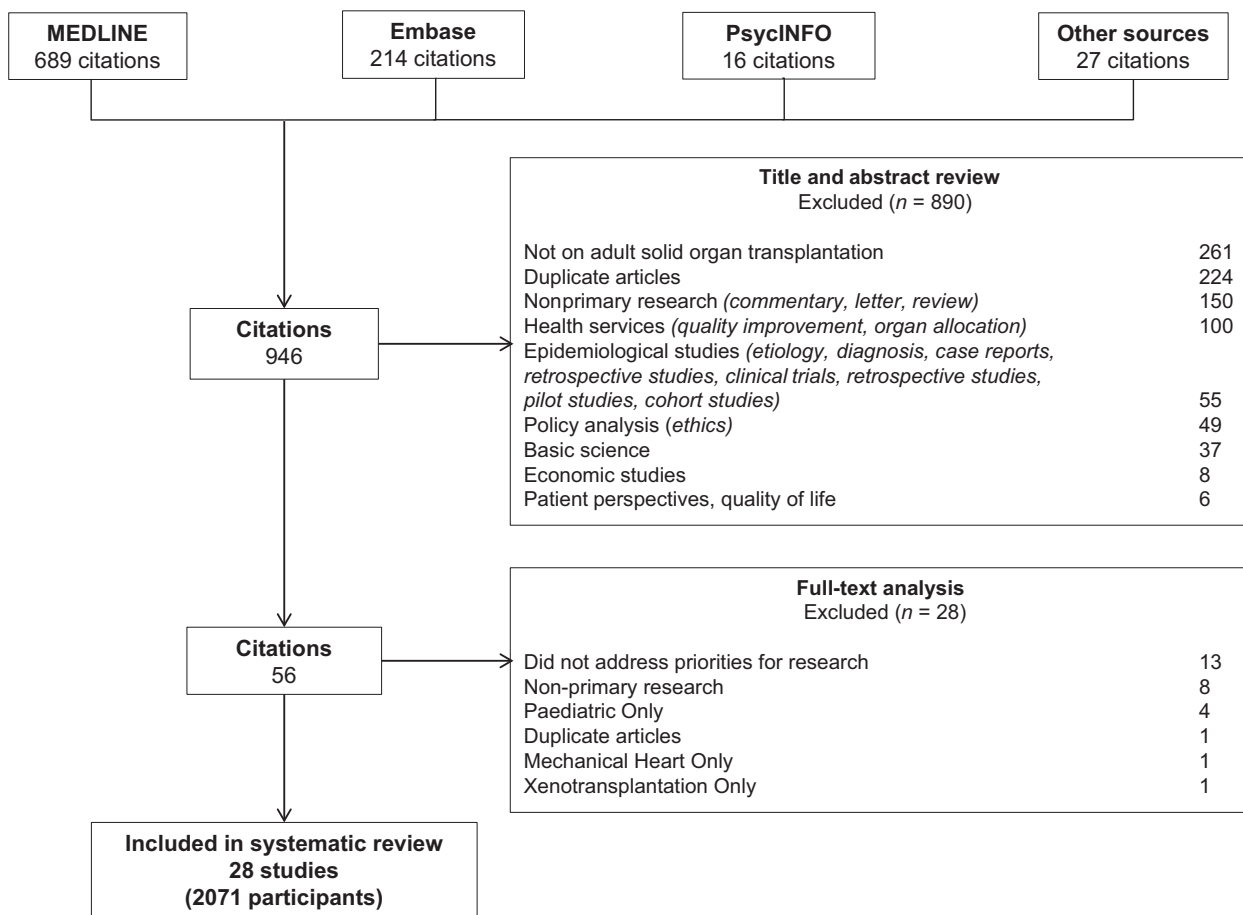 MEDLINE
689 citations
Embase
214 citations
PsycINFO
16 citations
Other sources
27 citations
Title and abstract review
Excluded (n = 890)
Not on adult solid organ transplantation 261
Duplicate articles 224
Nonprimary research (commentary, letter, review) 150
Health services (quality improvement, organ allocation) 100
Epidemiological studies (etiology, diagnosis, case reports,
retrospective studies, clinical trials, retrospective studies,
pilot studies, cohort studies) 55
Policy analysis (ethics) 49
Basic science 37
Economic studies 8
Patient perspectives, quality of life 6
Citations
946
Full-text analysis
Excluded (n = 28)
Did not address priorities for research 13
Non-primary research 8
Paediatric Only 4
Duplicate articles 1
Mechanical Heart Only 1
Xenotransplantation Only 1
Citations
56
Included in systematic review
28 studies
(2071 participants)